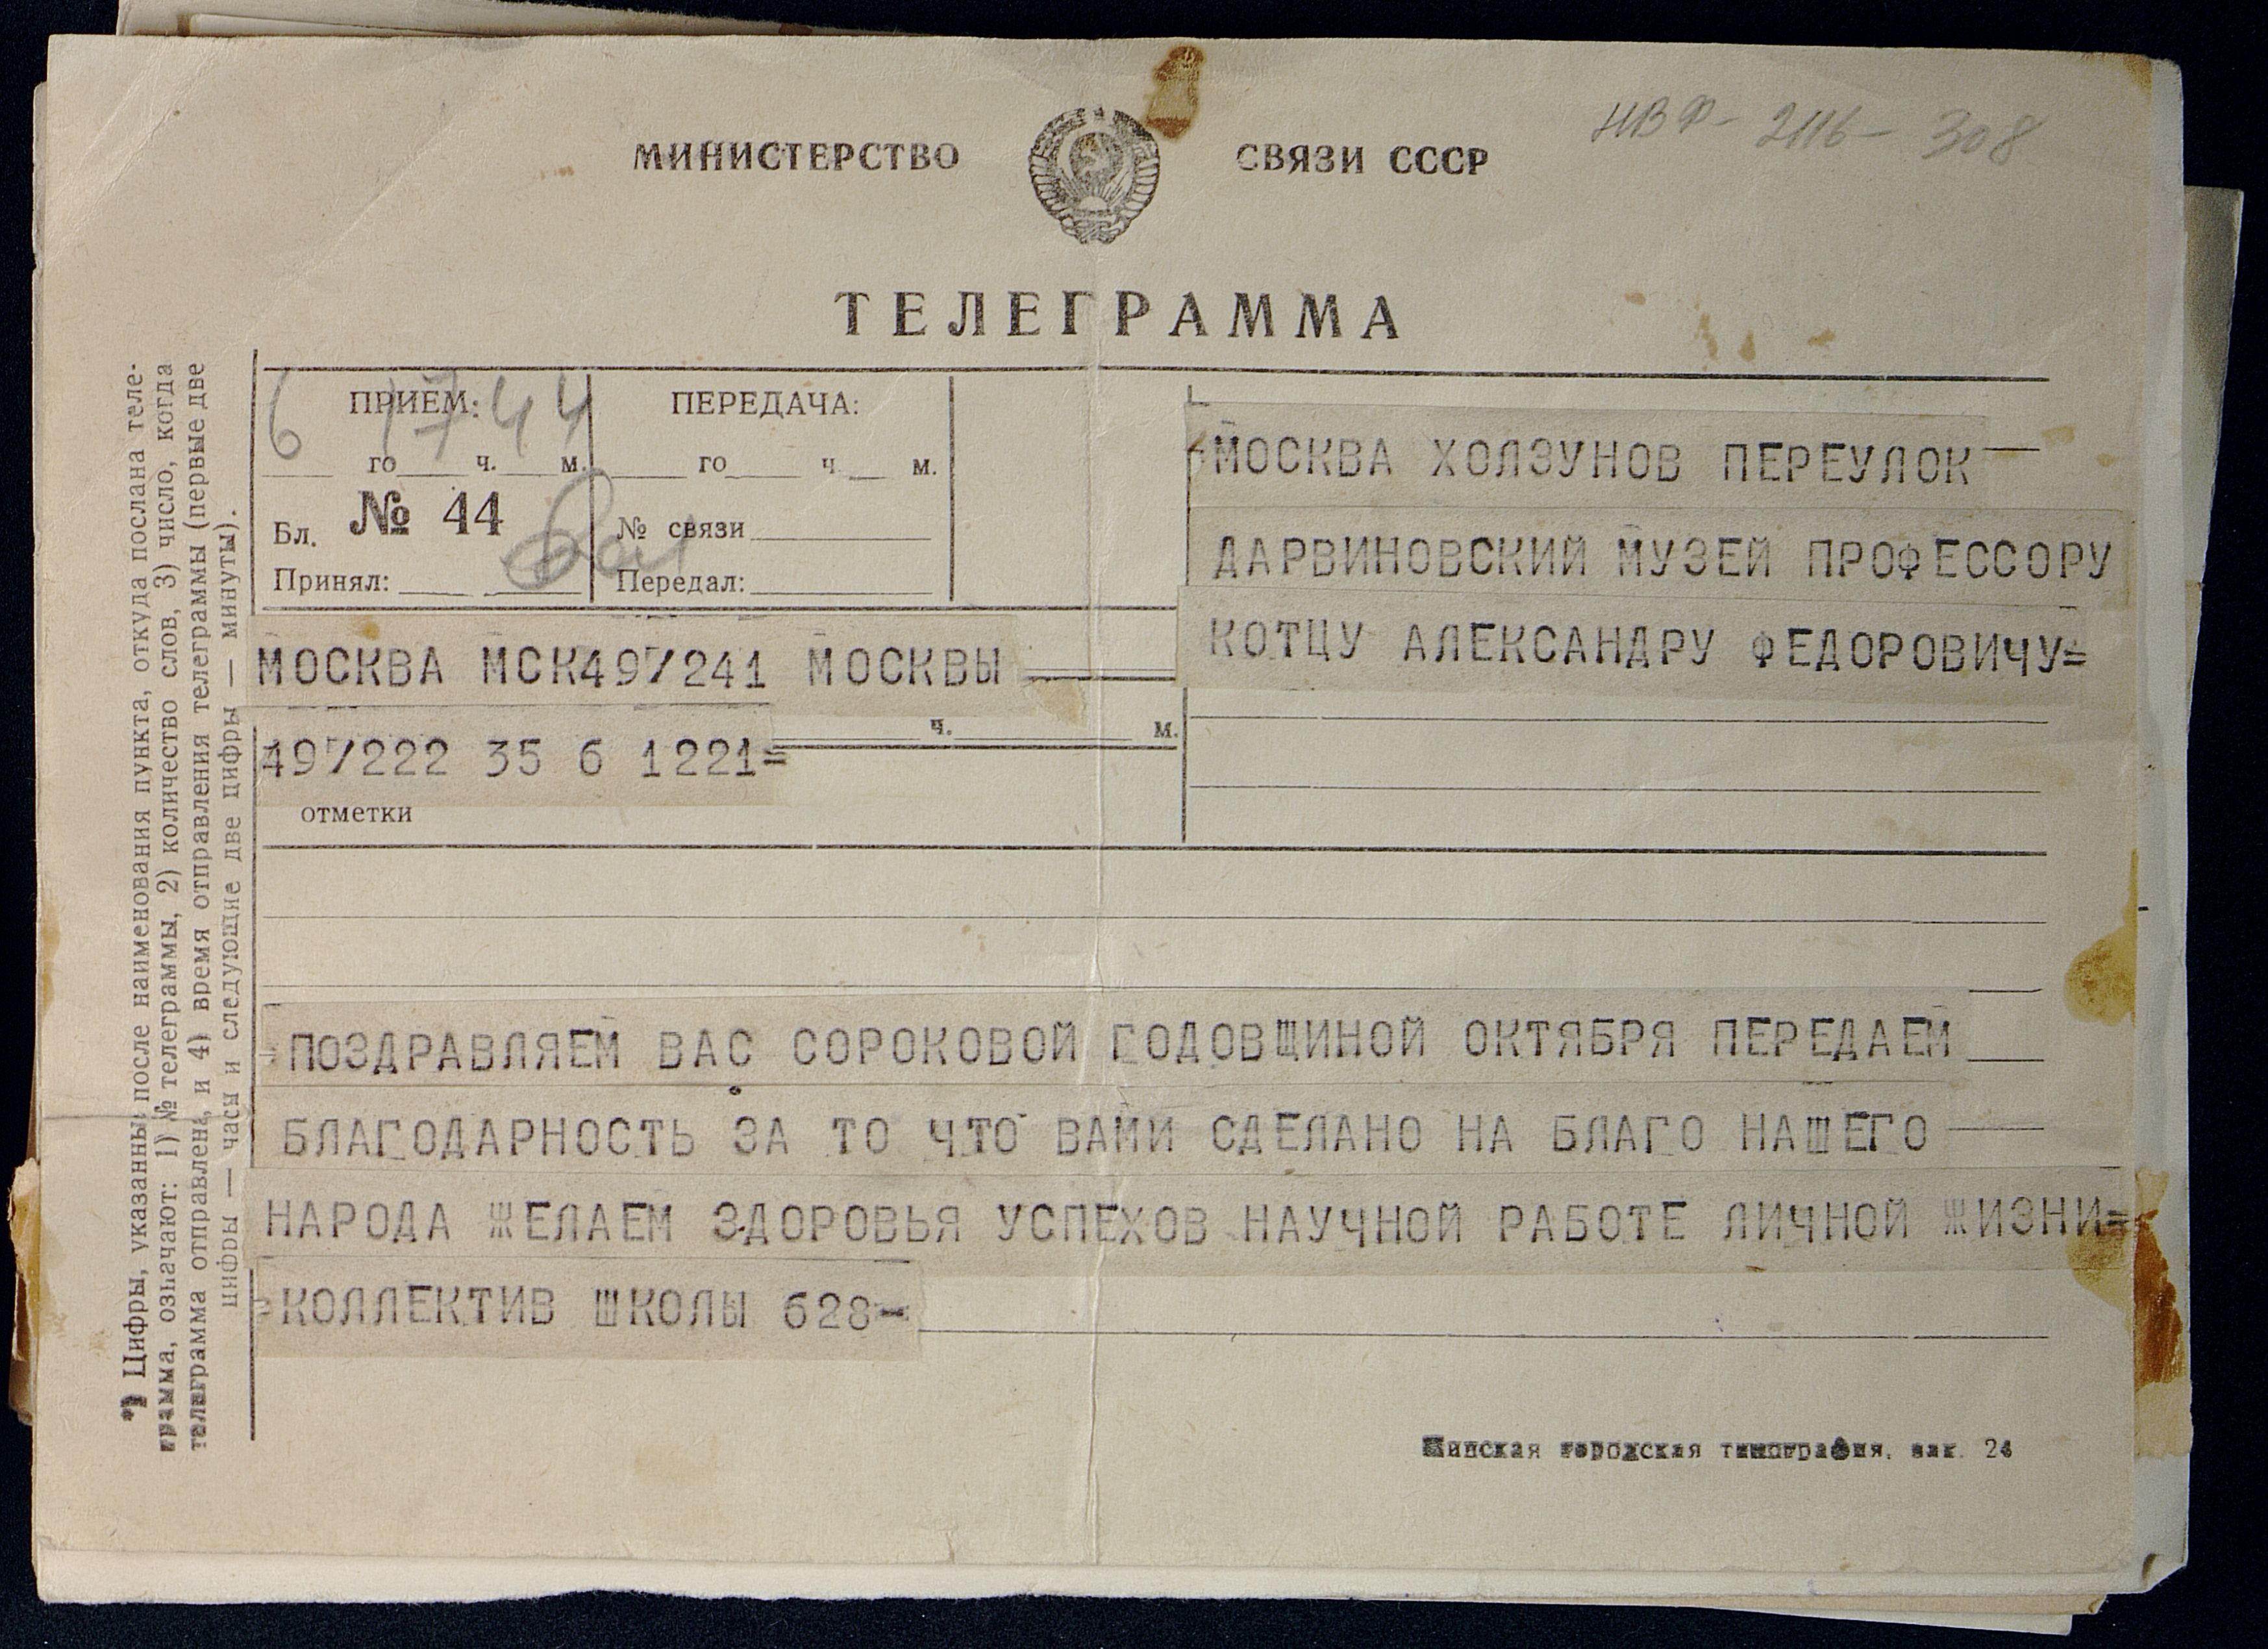 НВФ- 2116- 308
МИНИСТЕРСТВО СВЯЗИ СССР
ТЕЛЕГРАММА
6 17 44
ПРИЕМ: ПЕРЕДАЧА:
го ч. м. го ч м.
Бл. № 44 № связи
Принял: Передал:
МОСКВА ХОЛЗУНОВ ПЕРЕУЛОК
ДАРВИНОВСКИЙ МУЗЕЙ ПРОФЕССОРУ
КОТЦУ АЛЕКСАНДРУ ФЕДОРОВИЧУ=
МОСКВА МСК497241 МОСКВЫ
ч. м.
497222 35 6 1221=
отметки
=ПОЗДРАВЛЯЕМ ВАС СОРОКОВОЙ ГОДОВЩИНОЙ ОКТЯБРЯ ПЕРЕДАЕМ
БЛАГОДАРНОСТЬ ЗА ТО ЧТО ВАМИ СДЕЛАНО НА БЛАГО НАШЕГО
НАРОДА ЖЕЛАЕМ ЗДОРОВЬЯ УСПЕХОВ НАУЧНОЙ РАБОТЕ ЛИЧНОЙ ЖИЗНИ=
=КОЛЛЕКТИВ ШКОЛЫ 628=
*) Цифры, указанные после наименования пункта, откуда послана теле-
грамма, означают: 1) № телеграммы, 2) количество слов, 3) число, когда
телеграмма отправлена, и 4) время отправления телеграммы (первые две
цифры — часы и следующие две цифры — минуты).
городская типография, зак. 24